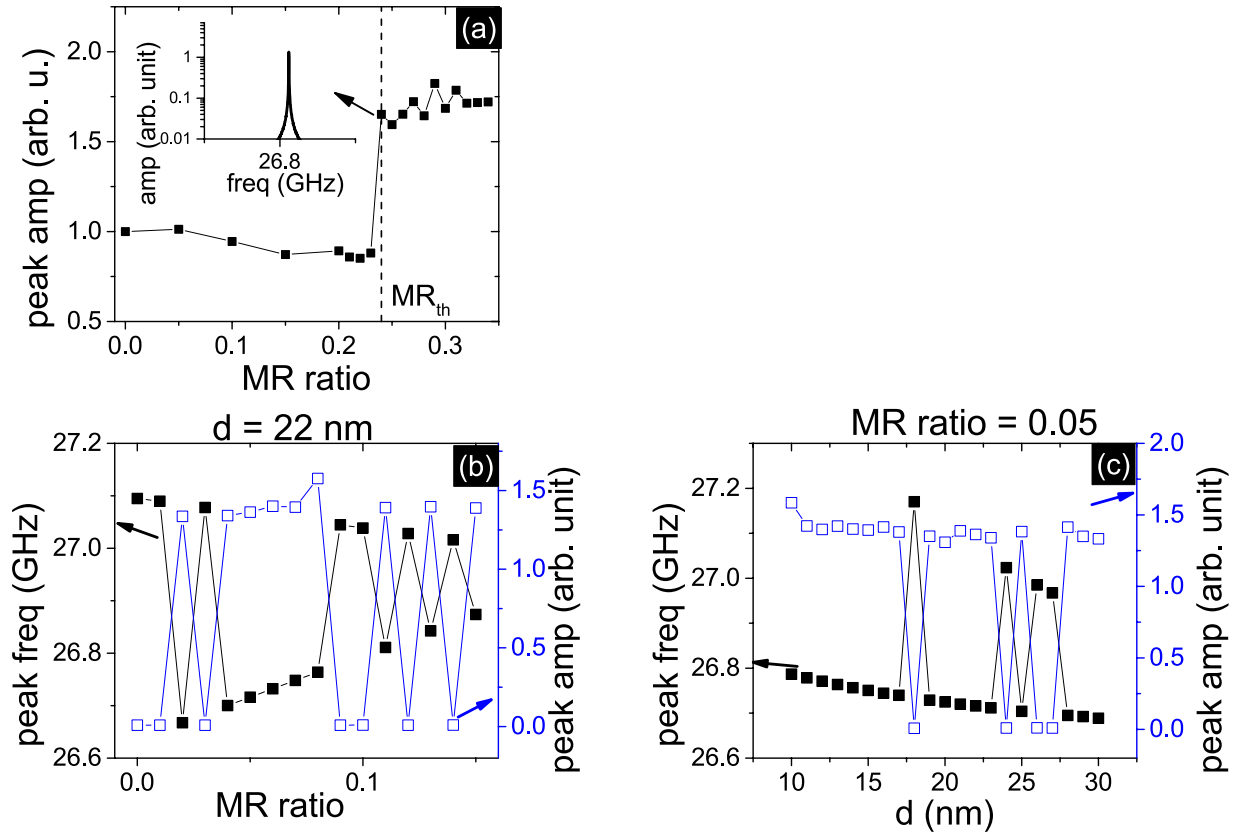 (a)
peak amp (arb. u.)
2.0
1.5
1.0
0.5
0.0 0.1 0.2 0.3
MR ratio
MR_th
amp (arb. unit)
1
0.1
0.01
26.8
freq (GHz)
d = 22 nm
(b)
peak freq (GHz)
27.2
27.0
26.8
26.6
0.0 0.1
MR ratio
1.5
1.0
0.5
0.0
peak amp (arb. unit)
MR ratio = 0.05
(c)
peak freq (GHz)
27.2
27.0
26.8
26.6
10 15 20 25 30
d (nm)
2.0
1.5
1.0
0.5
0.0
peak amp (arb. unit)